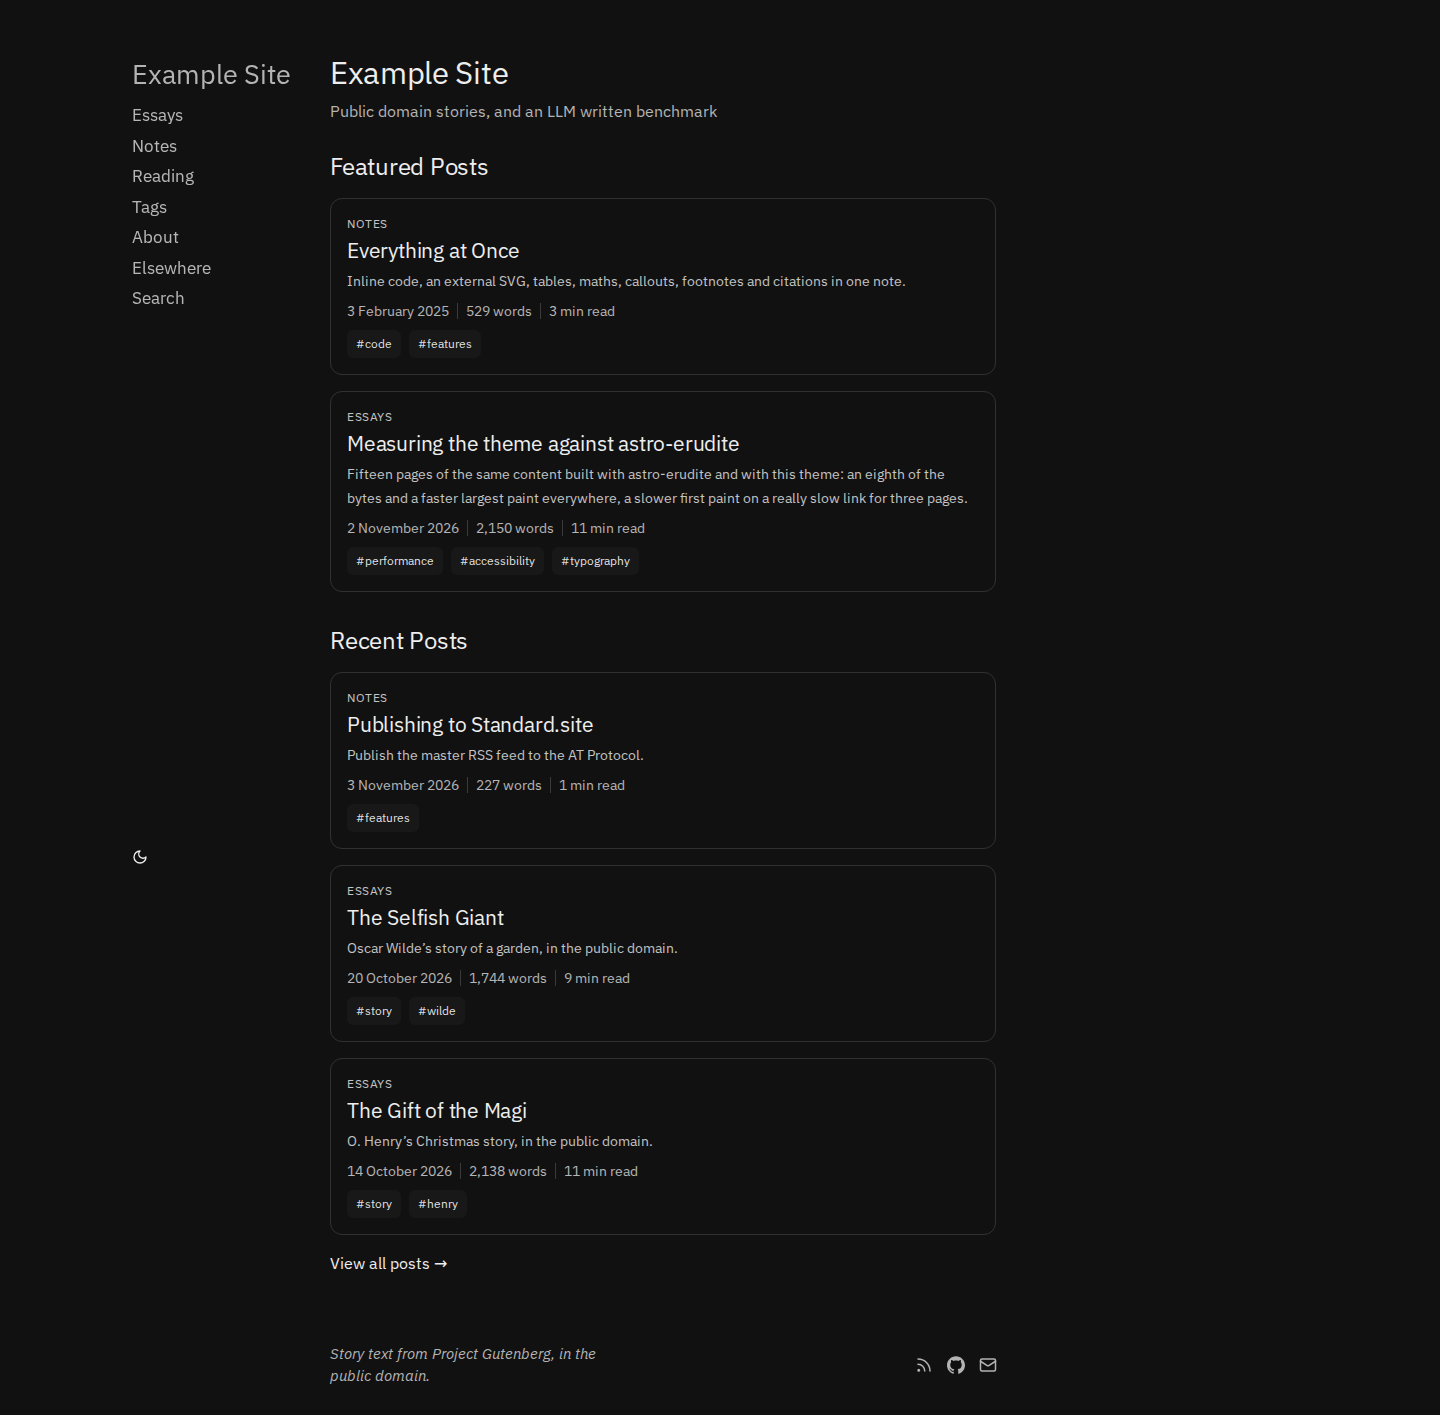 Example Site
Essays
Notes
Reading
Tags
About
Elsewhere
Search
Example Site
Public domain stories, and an LLM written benchmark
Featured Posts
NOTES
Everything at Once
Inline code, an external SVG, tables, maths, callouts, footnotes and citations in one note.
3 February 2025 529 words 3 min read
#code #features
ESSAYS
Measuring the theme against astro-erudite
Fifteen pages of the same content built with astro-erudite and with this theme: an eighth of the
bytes and a faster largest paint everywhere, a slower first paint on a really slow link for three pages.
2 November 2026 2,150 words 11 min read
#performance #accessibility #typography
Recent Posts
NOTES
Publishing to Standard.site
Publish the master RSS feed to the AT Protocol.
3 November 2026 227 words 1 min read
#features
ESSAYS
The Selfish Giant
Oscar Wilde’s story of a garden, in the public domain.
20 October 2026 1,744 words 9 min read
#story #wilde
ESSAYS
The Gift of the Magi
O. Henry’s Christmas story, in the public domain.
14 October 2026 2,138 words 11 min read
#story #henry
View all posts →
Story text from Project Gutenberg, in the
public domain.